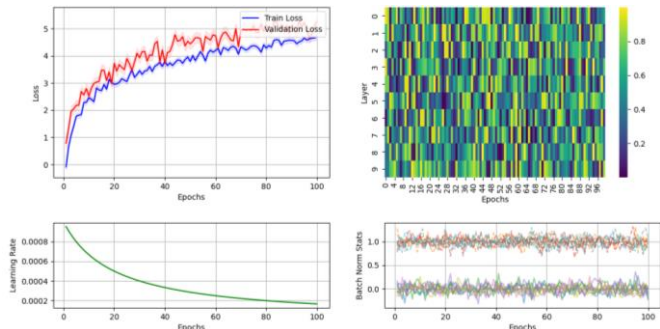 Train Loss
Validation Loss
5
4
3
2
1
0
Loss
0 20 40 60 80 100
Epochs
0
1
2
3
4
5
6
7
8
9
Layer
0 4 8 12 16 20 24 28 32 36 40 44 48 52 56 60 64 68 72 76 80 84 88 92 96
Epochs
0.8
0.6
0.4
0.2
0.0008
0.0006
0.0004
0.0002
Learning Rate
0 20 40 60 80 100
Epochs
1.0
0.5
0.0
Batch Norm Stats
0 20 40 60 80 100
Epochs